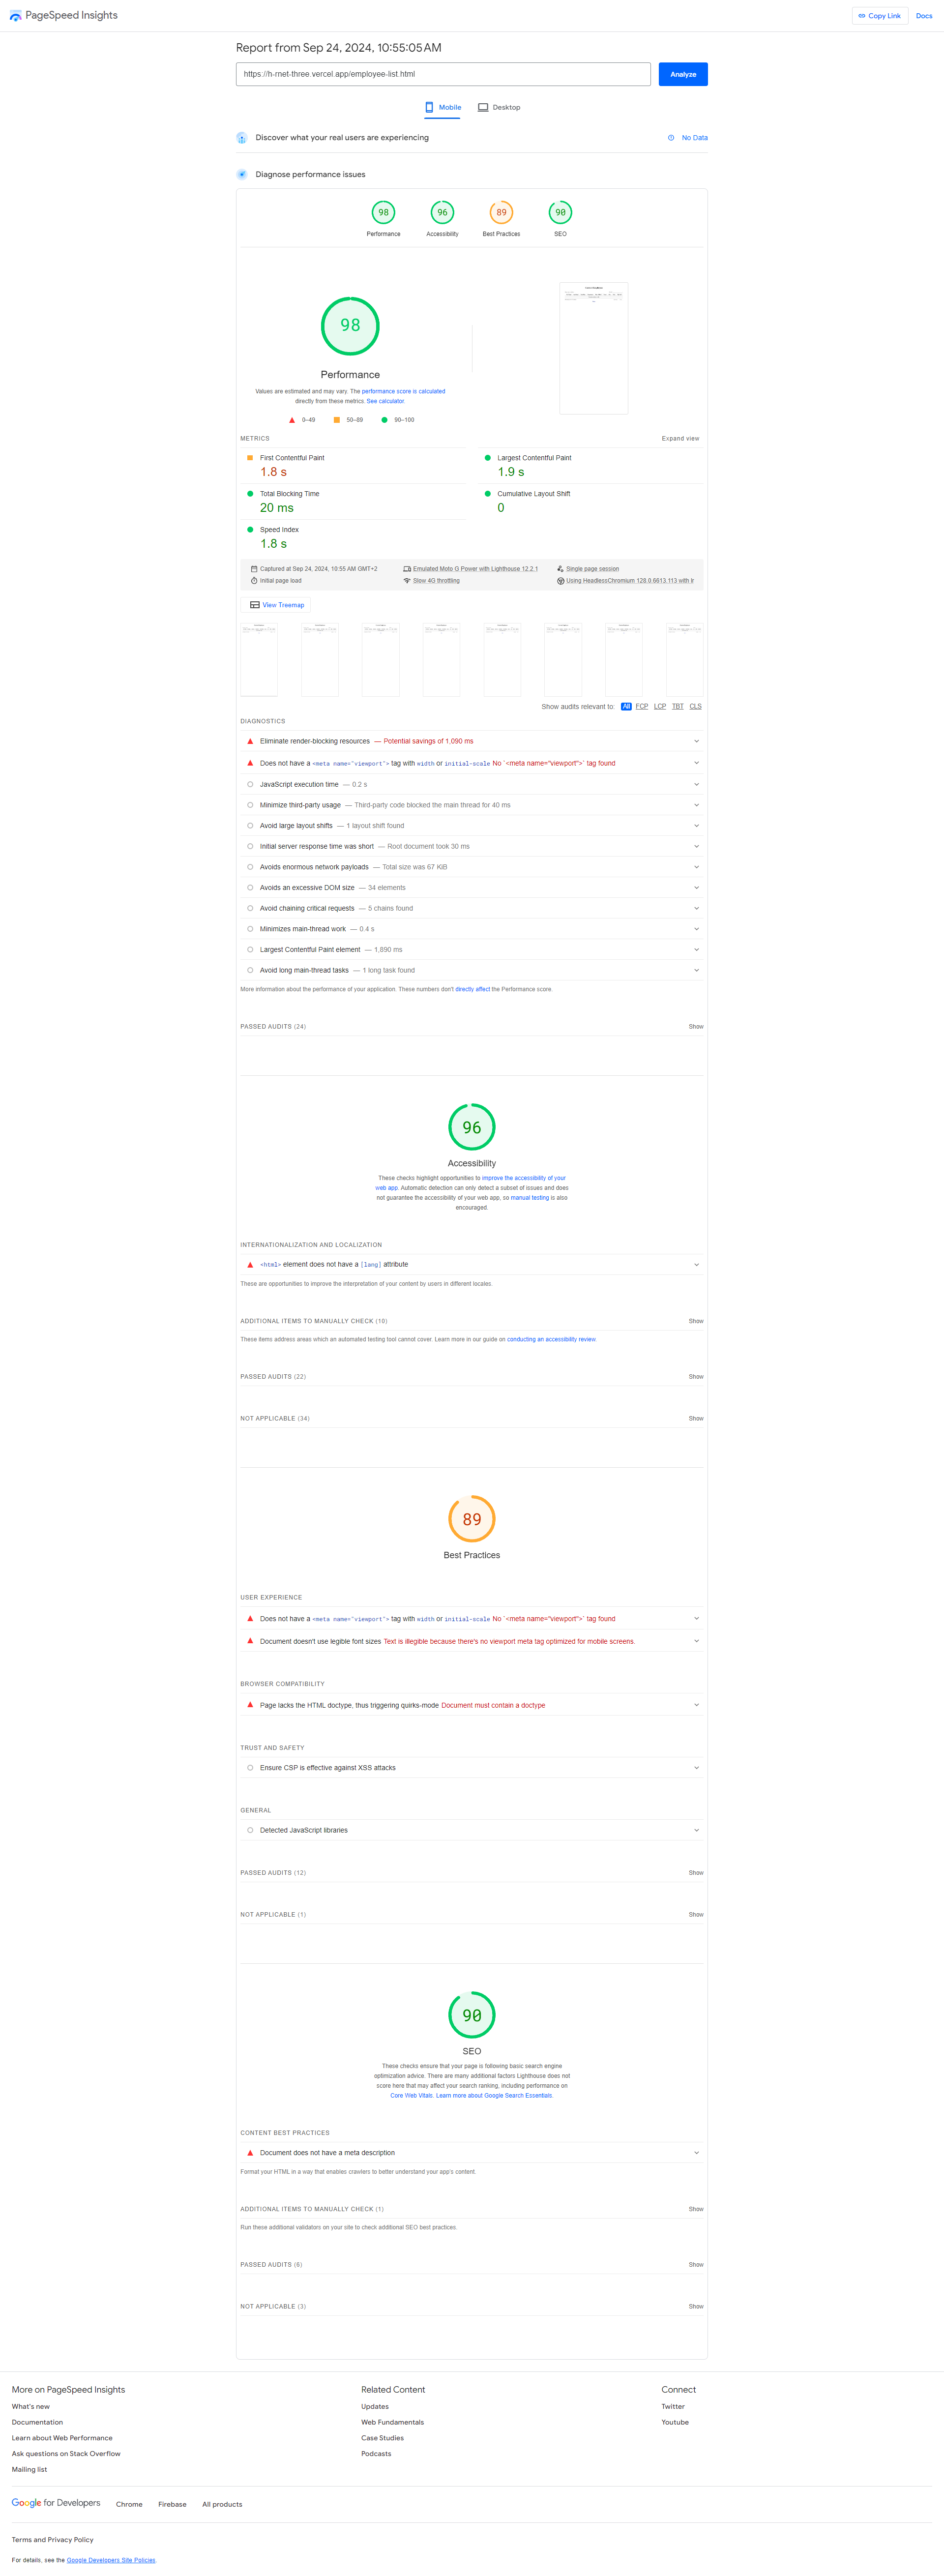 PageSpeed Insights
Copy Link
Docs
Report from Sep 24, 2024, 10:55:05 AM
https://h-rnet-three.vercel.app/employee-list.html
Analyze
Mobile
Desktop
Discover what your real users are experiencing
No Data
Diagnose performance issues
98
96
89
90
Performance
Accessibility
Best Practices
SEO
98
Performance
Values are estimated and may vary. The performance score is calculated
directly from these metrics. See calculator.
0–49
50–89
90–100
METRICS
Expand view
First Contentful Paint
1.8 s
Largest Contentful Paint
1.9 s
Total Blocking Time
20 ms
Cumulative Layout Shift
0
Speed Index
1.8 s
Captured at Sep 24, 2024, 10:55 AM GMT+2
Emulated Moto G Power with Lighthouse 12.2.1
Single page session
Initial page load
Slow 4G throttling
Using HeadlessChromium 128.0.6613.113 with lr
View Treemap
Show audits relevant to: All FCP LCP TBT CLS
DIAGNOSTICS
Eliminate render-blocking resources — Potential savings of 1,090 ms
Does not have a <meta name="viewport"> tag with width or initial-scale No `<meta name="viewport">` tag found
JavaScript execution time — 0.2 s
Minimize third-party usage — Third-party code blocked the main thread for 40 ms
Avoid large layout shifts — 1 layout shift found
Initial server response time was short — Root document took 30 ms
Avoids enormous network payloads — Total size was 67 KiB
Avoids an excessive DOM size — 34 elements
Avoid chaining critical requests — 5 chains found
Minimizes main-thread work — 0.4 s
Largest Contentful Paint element — 1,890 ms
Avoid long main-thread tasks — 1 long task found
More information about the performance of your application. These numbers don't directly affect the Performance score.
PASSED AUDITS (24)
Show
96
Accessibility
These checks highlight opportunities to improve the accessibility of your
web app. Automatic detection can only detect a subset of issues and does
not guarantee the accessibility of your web app, so manual testing is also
encouraged.
INTERNATIONALIZATION AND LOCALIZATION
<html> element does not have a [lang] attribute
These are opportunities to improve the interpretation of your content by users in different locales.
ADDITIONAL ITEMS TO MANUALLY CHECK (10)
Show
These items address areas which an automated testing tool cannot cover. Learn more in our guide on conducting an accessibility review.
PASSED AUDITS (22)
Show
NOT APPLICABLE (34)
Show
89
Best Practices
USER EXPERIENCE
Does not have a <meta name="viewport"> tag with width or initial-scale No `<meta name="viewport">` tag found
Document doesn't use legible font sizes Text is illegible because there's no viewport meta tag optimized for mobile screens.
BROWSER COMPATIBILITY
Page lacks the HTML doctype, thus triggering quirks-mode Document must contain a doctype
TRUST AND SAFETY
Ensure CSP is effective against XSS attacks
GENERAL
Detected JavaScript libraries
PASSED AUDITS (12)
Show
NOT APPLICABLE (1)
Show
90
SEO
These checks ensure that your page is following basic search engine
optimization advice. There are many additional factors Lighthouse does not
score here that may affect your search ranking, including performance on
Core Web Vitals. Learn more about Google Search Essentials.
CONTENT BEST PRACTICES
Document does not have a meta description
Format your HTML in a way that enables crawlers to better understand your app's content.
ADDITIONAL ITEMS TO MANUALLY CHECK (1)
Show
Run these additional validators on your site to check additional SEO best practices.
PASSED AUDITS (6)
Show
NOT APPLICABLE (3)
Show
More on PageSpeed Insights
What's new
Documentation
Learn about Web Performance
Ask questions on Stack Overflow
Mailing list
Related Content
Updates
Web Fundamentals
Case Studies
Podcasts
Connect
Twitter
Youtube
Google for Developers
Chrome
Firebase
All products
Terms and Privacy Policy
For details, see the Google Developers Site Policies.